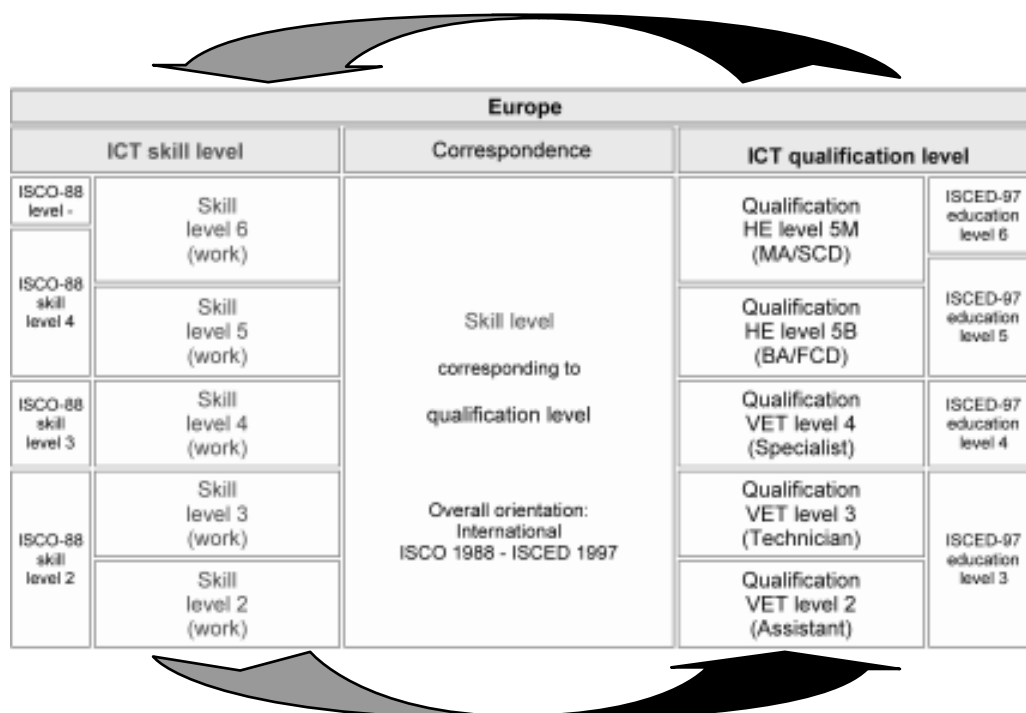 Europe
ICT skill level
Correspondence
ICT qualification level
ISCO-88
level -
Skill
level 6
(work)
Qualification
HE level 5M
(MA/SCD)
ISCED-97
education
level 6
ISCO-88
skill
level 4
Skill
level 5
(work)
Skill level
corresponding to
qualification level
Qualification
HE level 5B
(BA/FCD)
ISCED-97
education
level 5
ISCO-88
skill
level 3
Skill
level 4
(work)
Qualification
VET level 4
(Specialist)
ISCED-97
education
level 4
ISCO-88
skill
level 2
Skill
level 3
(work)
Overall orientation:
International
ISCO 1988 - ISCED 1997
Qualification
VET level 3
(Technician)
ISCED-97
education
level 3
Skill
level 2
(work)
Qualification
VET level 2
(Assistant)